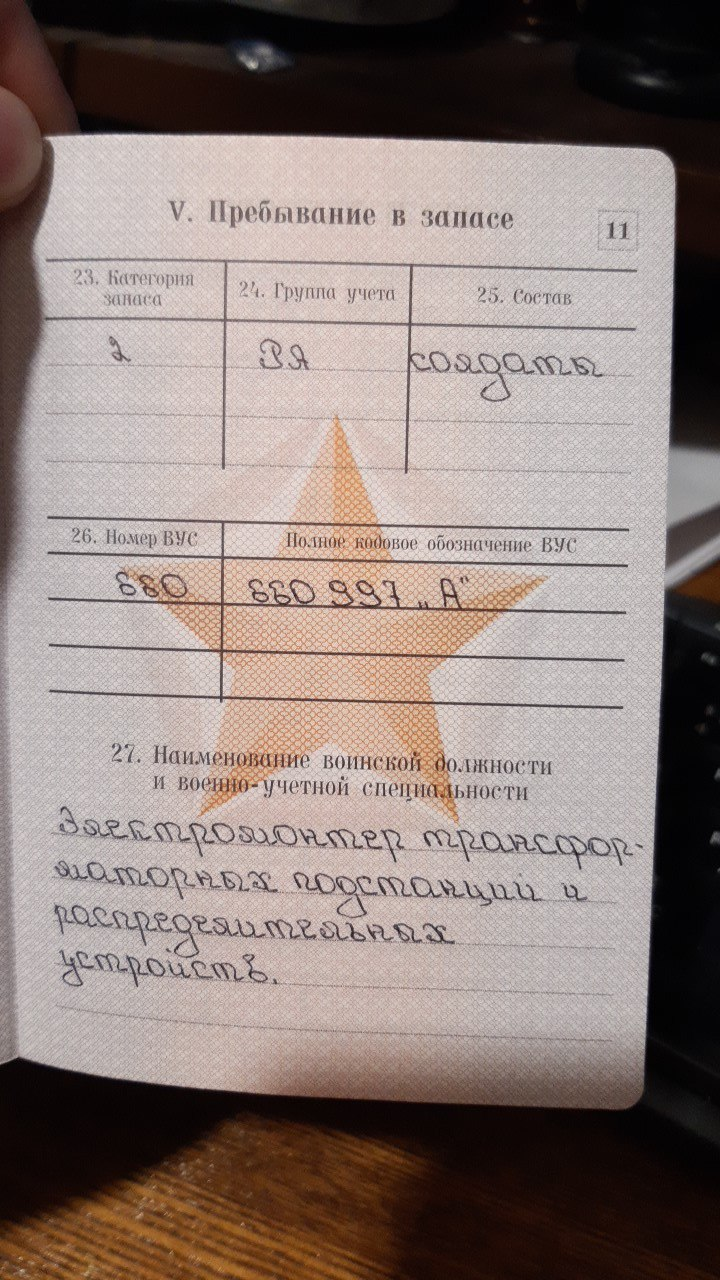 V. Пребывание в запасе
11
23. Категория запаса
24. Группа учета
25. Состав
2
РА
солдаты
26. Номер ВУС
Полное кодовое обозначение ВУС
880
880 997 „А"
27. Наименование воинской должности
и военно-учетной специальности
Электромонтер трансфор-
маторных подстанций и
распределительных
устройств.